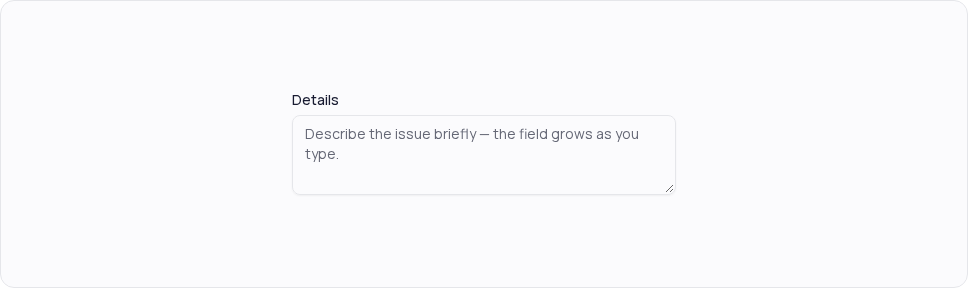 Details
Describe the issue briefly — the field grows as you
type.